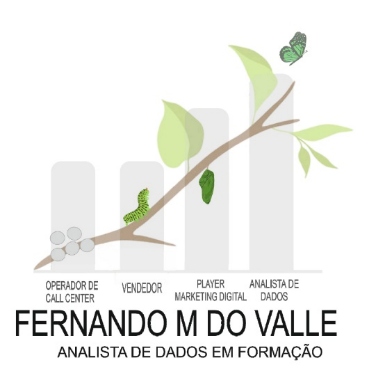 OPERADOR DE
CALL CENTER
VENDEDOR
PLAYER
MARKETING DIGITAL
ANALISTA DE
DADOS
FERNANDO M DO VALLE
ANALISTA DE DADOS EM FORMAÇÃO